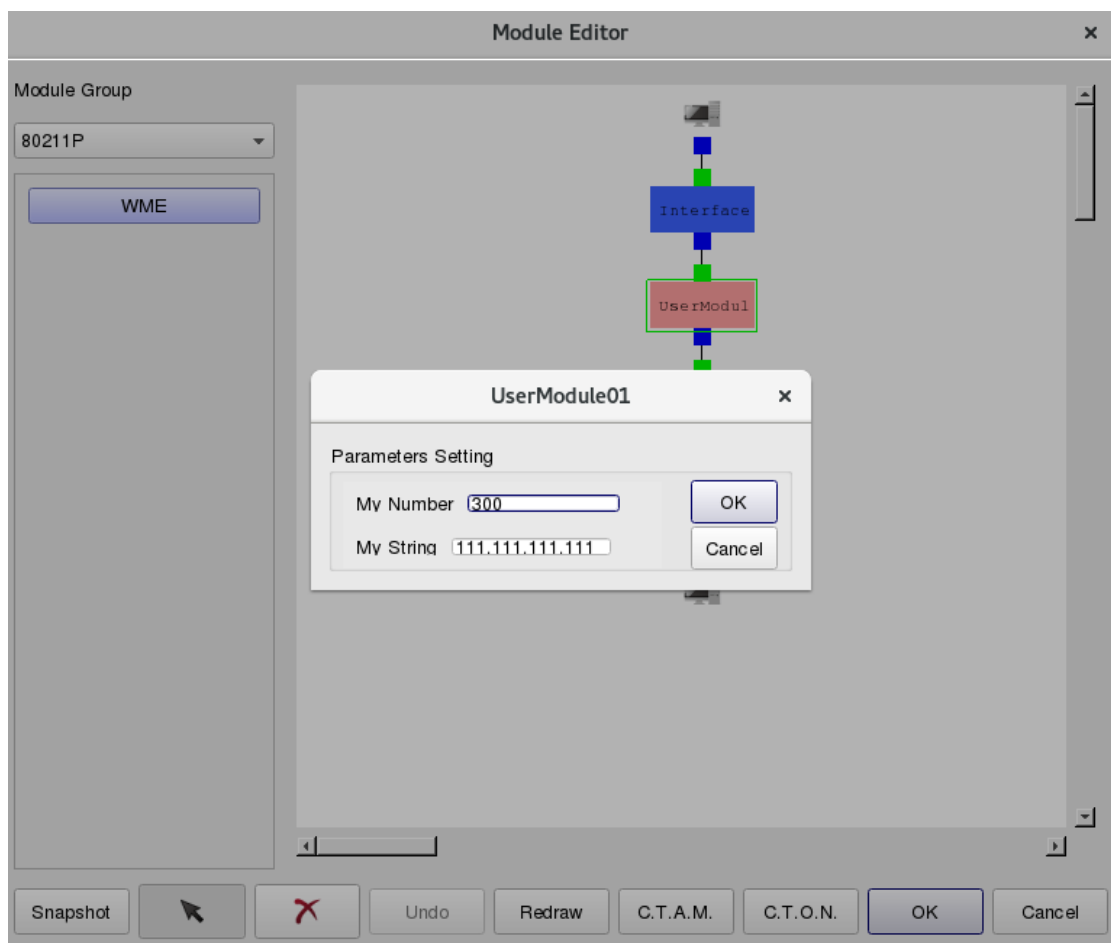 Module Editor
Module Group
80211P
WME
Interface
UserModul
UserModule01
Parameters Setting
My Number 300
OK
My String 111.111.111.111
Cancel
Snapshot Undo Redraw C.T.A.M. C.T.O.N. OK Cancel